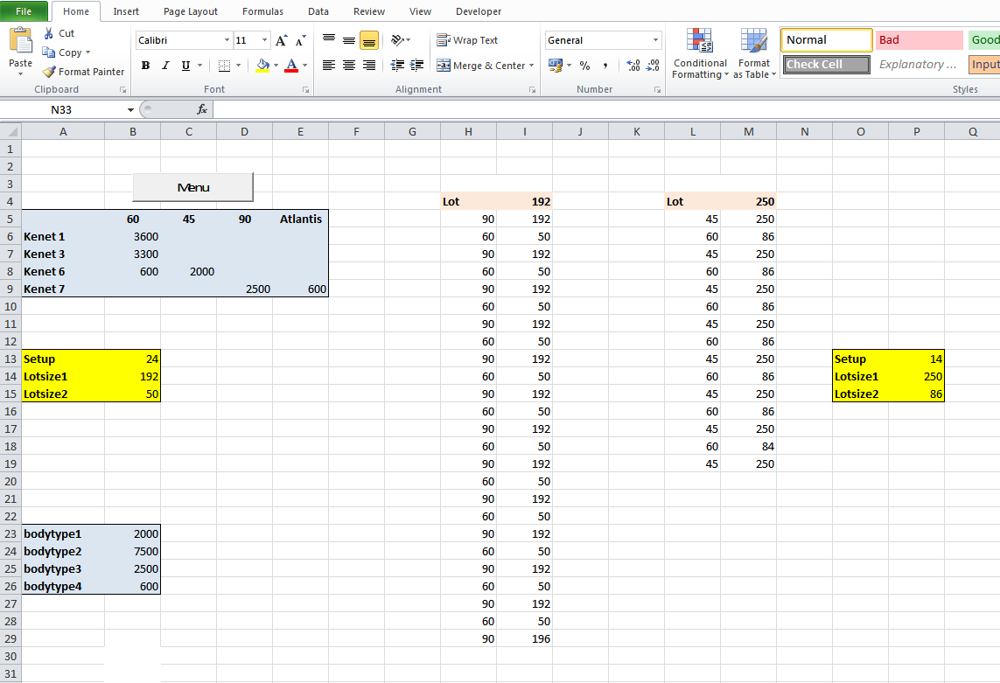 File Home Insert Page Layout Formulas Data Review View Developer
Cut Calibri 11 A A Wrap Text General Normal Bad Good
Paste Copy B I U A Merge & Center % , .0 .00 .00 .0 Conditional Formatting Format as Table Check Cell Explanatory ... Input
Format Painter
Clipboard Font Alignment Number Styles
N33 fx
A B C D E F G H I J K L M N O P Q
1
2
3 Menu
4 Lot 192 Lot 250
5 60 45 90 Atlantis 90 192 45 250
6 Kenet 1 3600 60 50 60 86
7 Kenet 3 3300 90 192 45 250
8 Kenet 6 600 2000 60 50 60 86
9 Kenet 7 2500 600 90 192 45 250
10 60 50 60 86
11 90 192 45 250
12 60 50 60 86
13 Setup 24 90 192 45 250 Setup 14
14 Lotsize1 192 60 50 60 86 Lotsize1 250
15 Lotsize2 50 90 192 45 250 Lotsize2 86
16 60 50 60 86
17 90 192 45 250
18 60 50 60 84
19 90 192 45 250
20 60 50
21 90 192
22 60 50
23 bodytype1 2000 90 192
24 bodytype2 7500 60 50
25 bodytype3 2500 90 192
26 bodytype4 600 60 50
27 90 192
28 60 50
29 90 196
30
31